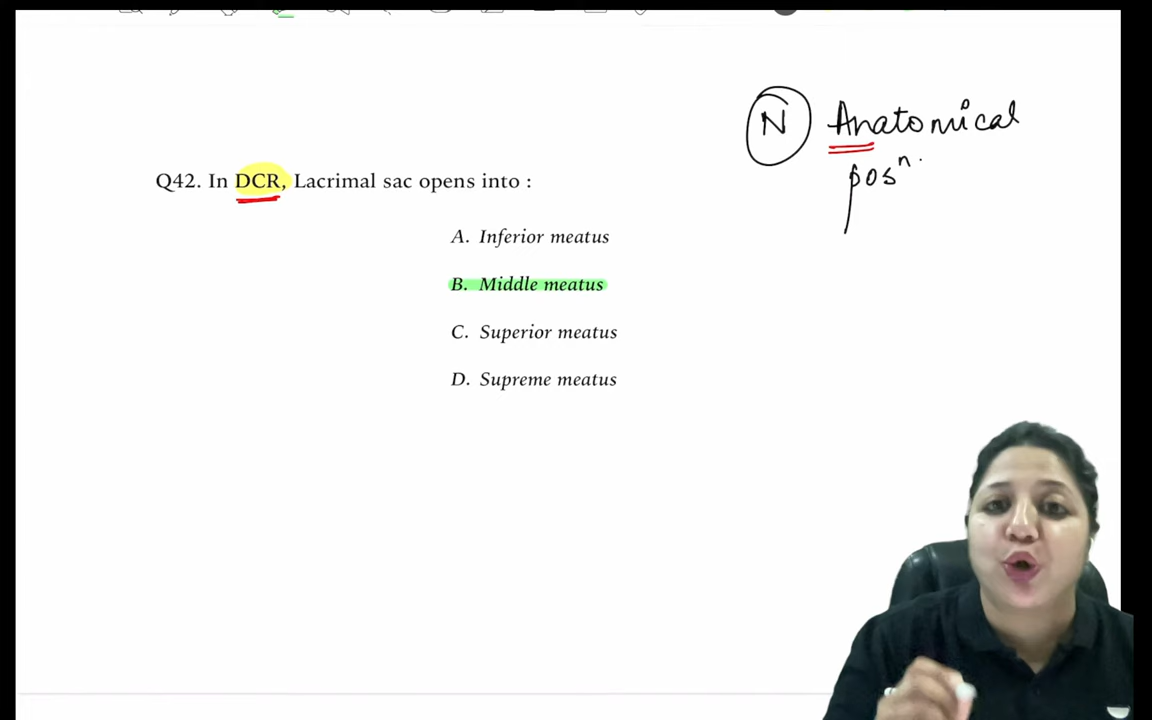 N Anatomical
posⁿ.
Q42. In DCR, Lacrimal sac opens into :
A. Inferior meatus
B. Middle meatus
C. Superior meatus
D. Supreme meatus